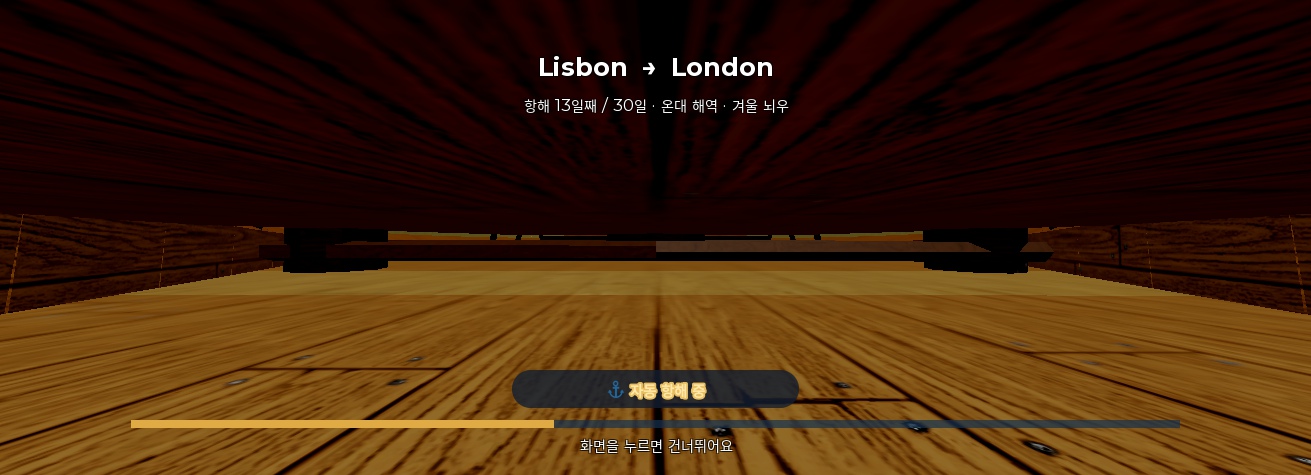 Lisbon → London
항해 13일째 / 30일 · 온대 해역 · 겨울 뇌우
⚓ 자동 항해 중
화면을 누르면 건너뛰어요